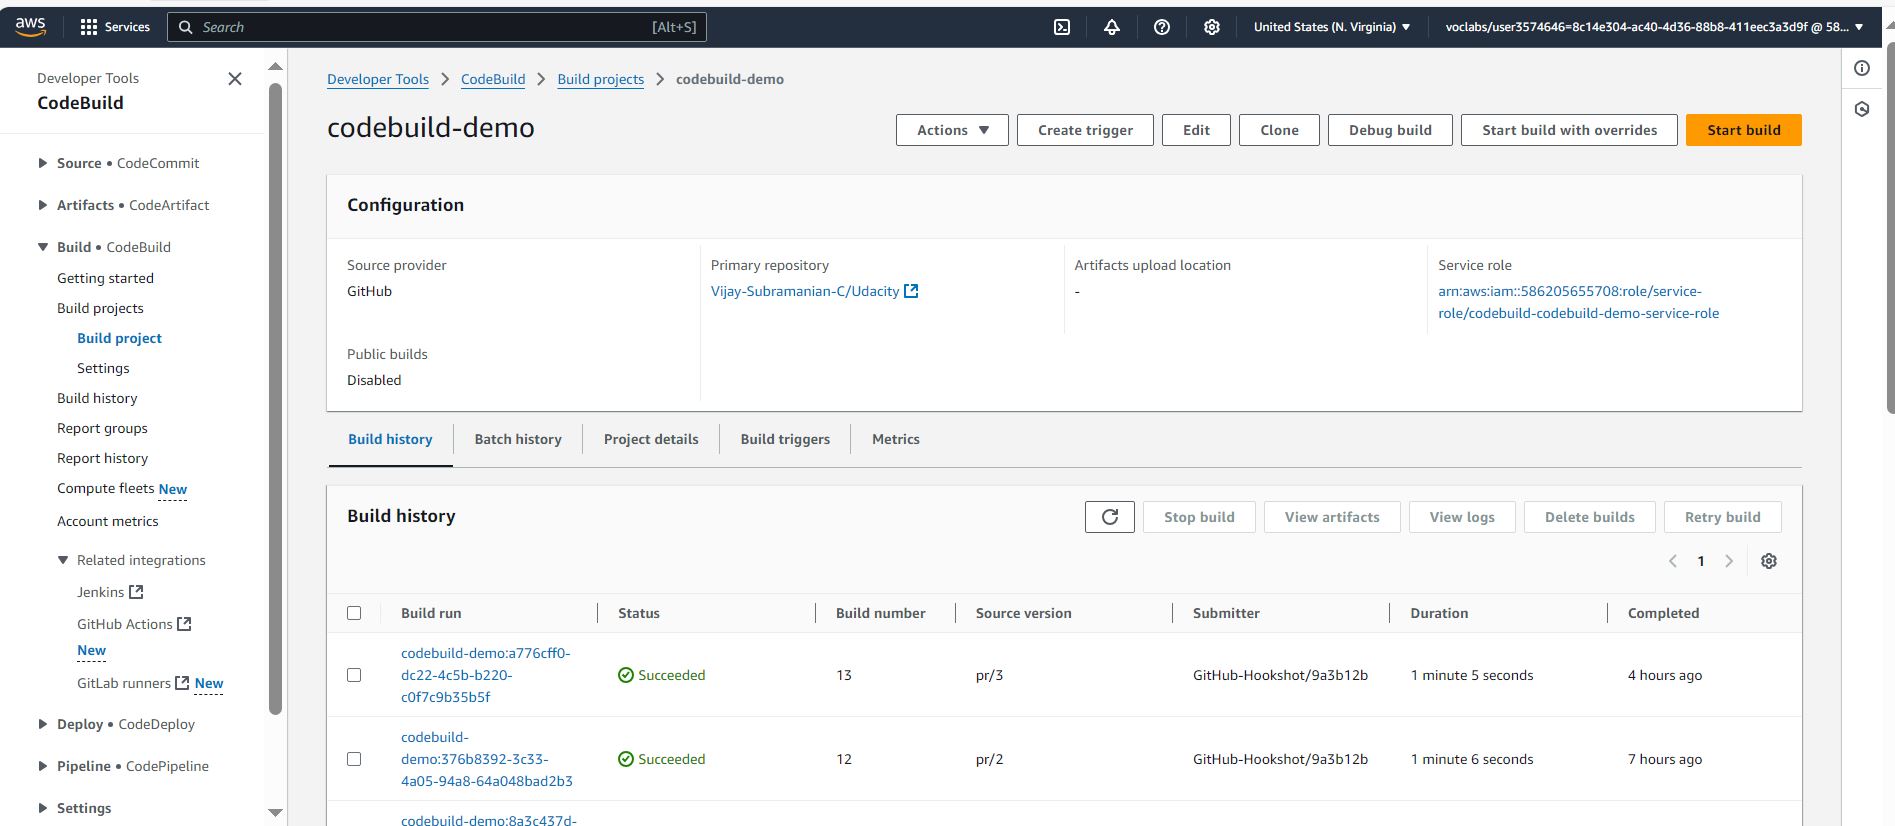 aws
Services
Search
[Alt+S]
United States (N. Virginia)
voclabs/user3574646=8c14e304-ac40-4d36-88b8-411eec3a3d9f @ 58...
Developer Tools
CodeBuild
Source • CodeCommit
Artifacts • CodeArtifact
Build • CodeBuild
Getting started
Build projects
Build project
Settings
Build history
Report groups
Report history
Compute fleets New
Account metrics
Related integrations
Jenkins
GitHub Actions
New
GitLab runners New
Deploy • CodeDeploy
Pipeline • CodePipeline
Settings
Developer Tools > CodeBuild > Build projects > codebuild-demo
codebuild-demo
Actions
Create trigger
Edit
Clone
Debug build
Start build with overrides
Start build
Configuration
Source provider
GitHub
Primary repository
Vijay-Subramanian-C/Udacity
Artifacts upload location
-
Service role
arn:aws:iam::586205655708:role/service-
role/codebuild-codebuild-demo-service-role
Public builds
Disabled
Build history
Batch history
Project details
Build triggers
Metrics
Build history
Stop build
View artifacts
View logs
Delete builds
Retry build
1
Build run
Status
Build number
Source version
Submitter
Duration
Completed
codebuild-demo:a776cff0-
dc22-4c5b-b220-
c0f7c9b35b5f
Succeeded
13
pr/3
GitHub-Hookshot/9a3b12b
1 minute 5 seconds
4 hours ago
codebuild-
demo:376b8392-3c33-
4a05-94a8-64a048bad2b3
Succeeded
12
pr/2
GitHub-Hookshot/9a3b12b
1 minute 6 seconds
7 hours ago
codebuild-demo:8a3c437d-